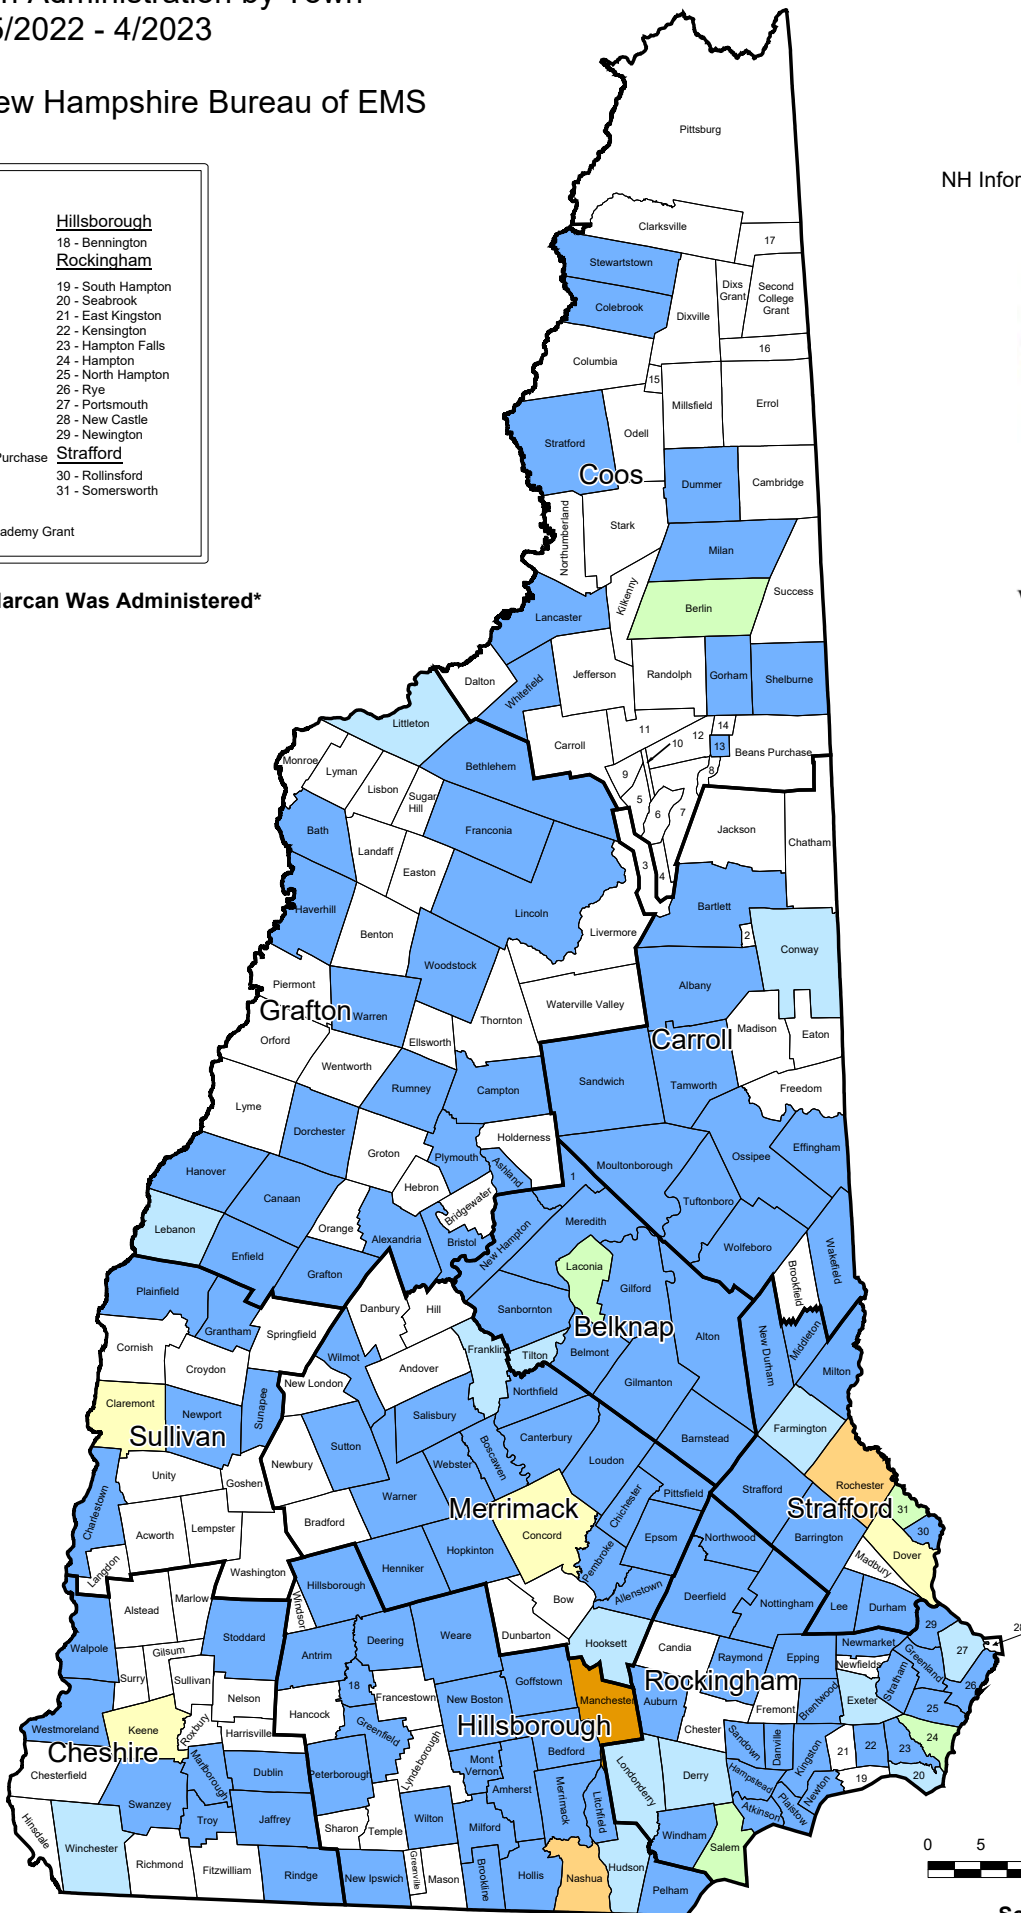 n Administration by Town
5/2022 - 4/2023
ew Hampshire Bureau of EMS
NH Infor
Hillsborough
18 - Bennington
Rockingham
19 - South Hampton
20 - Seabrook
21 - East Kingston
22 - Kensington
23 - Hampton Falls
24 - Hampton
25 - North Hampton
26 - Rye
27 - Portsmouth
28 - New Castle
29 - Newington
Purchase
Strafford
30 - Rollinsford
31 - Somersworth
ademy Grant
Narcan Was Administered*
Pittsburg
Clarksville
17
Stewartstown
Dixs
Grant
Second
College
Grant
Colebrook
Dixville
16
Columbia
15
Millsfield
Errol
Odell
Stratford
Coos
Dummer
Cambridge
Northumberland
Stark
Milan
Kilkenny
Success
Berlin
Lancaster
Jefferson
Randolph
Gorham
Shelburne
Dalton
Whitefield
Littleton
11
14
12
10
13
Beans Purchase
Carroll
Monroe
Bethlehem
9
8
Lyman
Lisbon
Sugar
Hill
5
6
7
Bath
Franconia
Jackson
Chatham
Landaff
Easton
3
4
Haverhill
Lincoln
Bartlett
Benton
Livermore
2
Conway
Woodstock
Piermont
Albany
Grafton
Warren
Waterville Valley
Thornton
Madison
Eaton
Orford
Ellsworth
Carroll
Wentworth
Sandwich
Tamworth
Freedom
Rumney
Campton
Lyme
Dorchester
Holderness
Effingham
Groton
Plymouth
Ashland
Moultonborough
Ossipee
Hanover
1
Hebron
Canaan
Bridgewater
Tuftonboro
Lebanon
Orange
Alexandria
Bristol
New Hampton
Meredith
Wolfeboro
Wakefield
Enfield
Grafton
Laconia
Gilford
Brookfield
Plainfield
Danbury
Hill
Sanbornton
Grantham
Springfield
Belknap
Alton
New Durham
Middleton
Cornish
Wilmot
Franklin
Tilton
Belmont
Croydon
Andover
Milton
New London
Northfield
Gilmanton
Claremont
Newport
Sunapee
Salisbury
Farmington
Sullivan
Sutton
Canterbury
Barnstead
Boscawen
Newbury
Webster
Loudon
Unity
Goshen
Rochester
Charlestown
Warner
Chichester
Pittsfield
Strafford
Merrimack
Strafford
31
Lempster
Acworth
Bradford
Concord
Epsom
Northwood
Barrington
30
Hopkinton
Pembroke
Dover
Langdon
Washington
Henniker
Madbury
Hillsborough
Allenstown
Deerfield
Nottingham
Marlow
Bow
Alstead
Windsor
Lee
Durham
Walpole
Stoddard
Deering
Weare
Dunbarton
Hooksett
29
28
Gilsum
Antrim
Candia
Newmarket
27
Raymond
Epping
Greenland
Newfields
Surry
Sullivan
Goffstown
Rockingham
Stratham
26
18
Nelson
Francestown
New Boston
Manchester
Auburn
Brentwood
Exeter
Hancock
Fremont
25
Westmoreland
Keene
Roxbury
Harrisville
Greenfield
Hillsborough
Chester
24
Cheshire
Bedford
Sandown
Danville
Kingston
21
22
23
Lyndeborough
Mont
Vernon
Londonderry
Chesterfield
Marlborough
Dublin
Peterborough
Derry
Hampstead
19
20
Newton
Plaistow
Swanzey
Amherst
Merrimack
Litchfield
Atkinson
Troy
Jaffrey
Wilton
Milford
Hinsdale
Sharon
Temple
Windham
Salem
Winchester
Richmond
Fitzwilliam
Rindge
New Ipswich
Greenville
Mason
Brookline
Hollis
Nashua
Hudson
Pelham
0 5